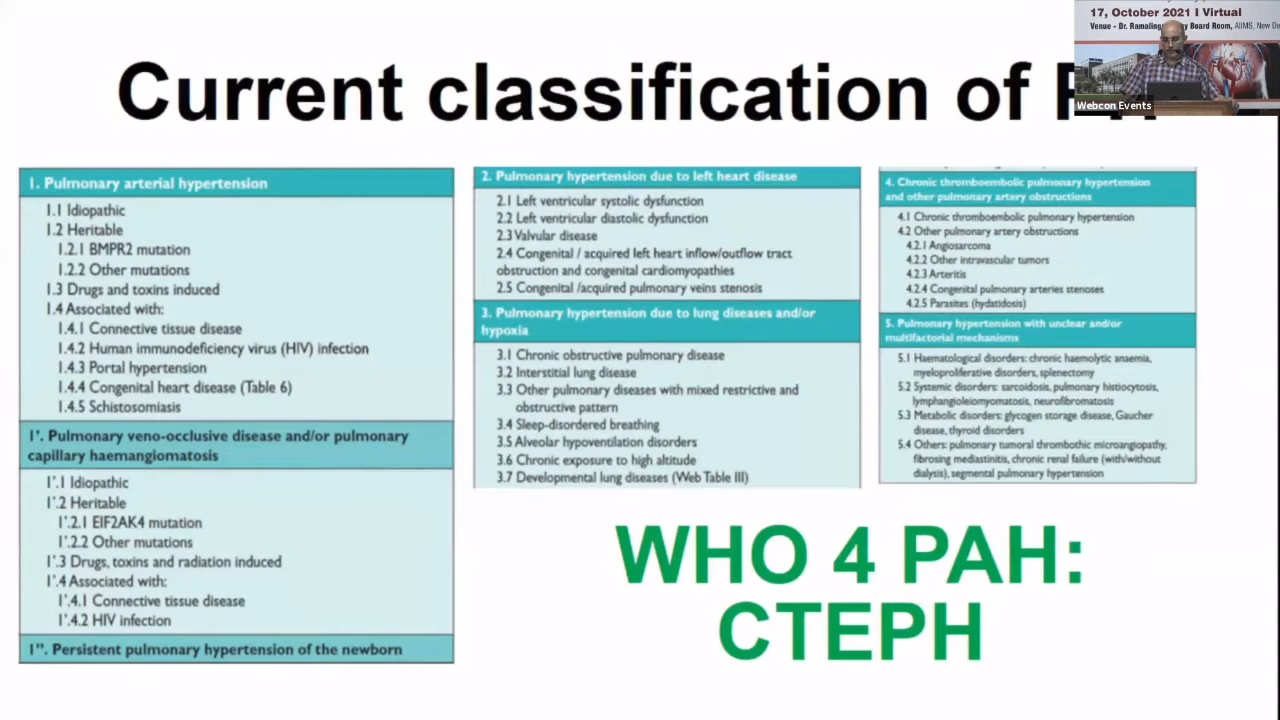 17, October 2021 I Virtual
Venue - Dr. Board Room, AIIMS, New
Webcon Events
Current classification of
1. Pulmonary arterial hypertension
1.1 Idiopathic
1.2 Heritable
1.2.1 BMPR2 mutation
1.2.2 Other mutations
1.3 Drugs and toxins induced
1.4 Associated with:
1.4.1 Connective tissue disease
1.4.2 Human immunodeficiency virus (HIV) infection
1.4.3 Portal hypertension
1.4.4 Congenital heart disease (Table 6)
1.4.5 Schistosomiasis
1'. Pulmonary veno-occlusive disease and/or pulmonary
capillary haemangiomatosis
1'.1 Idiopathic
1'.2 Heritable
1'.2.1 EIF2AK4 mutation
1'.2.2 Other mutations
1'.3 Drugs, toxins and radiation induced
1'.4 Associated with:
1'.4.1 Connective tissue disease
1'.4.2 HIV infection
1''. Persistent pulmonary hypertension of the newborn
2. Pulmonary hypertension due to left heart disease
2.1 Left ventricular systolic dysfunction
2.2 Left ventricular diastolic dysfunction
2.3 Valvular disease
2.4 Congenital / acquired left heart inflow/outflow tract
obstruction and congenital cardiomyopathies
2.5 Congenital /acquired pulmonary veins stenosis
3. Pulmonary hypertension due to lung diseases and/or
hypoxia
3.1 Chronic obstructive pulmonary disease
3.2 Interstitial lung disease
3.3 Other pulmonary diseases with mixed restrictive and
obstructive pattern
3.4 Sleep-disordered breathing
3.5 Alveolar hypoventilation disorders
3.6 Chronic exposure to high altitude
3.7 Developmental lung diseases (Web Table III)
4. Chronic thromboembolic pulmonary hypertension
and other pulmonary artery obstructions
4.1 Chronic thromboembolic pulmonary hypertension
4.2 Other pulmonary artery obstructions
4.2.1 Angiosarcoma
4.2.2 Other intravascular tumors
4.2.3 Arteritis
4.2.4 Congenital pulmonary arteries stenoses
4.2.5 Parasites (hydatidosis)
5. Pulmonary hypertension with unclear and/or
multifactorial mechanisms
5.1 Haematological disorders: chronic haemolytic anaemia,
myeloproliferative disorders, splenectomy
5.2 Systemic disorders: sarcoidosis, pulmonary histiocytosis,
lymphangioleiomyomatosis, neurofibromatosis
5.3 Metabolic disorders: glycogen storage disease, Gaucher
disease, thyroid disorders
5.4 Others: pulmonary tumoral thrombothic microangiopathy,
fibrosing mediastinitis, chronic renal failure (with/without
dialysis), segmental pulmonary hypertension
WHO 4 PAH:
CTEPH